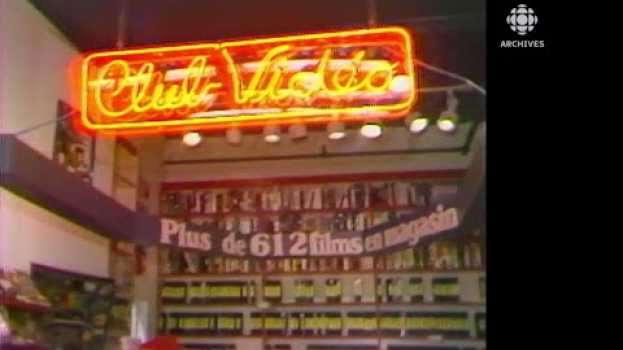 ARCHIVES
Club Vidéo
Plus de 612 films en magasin